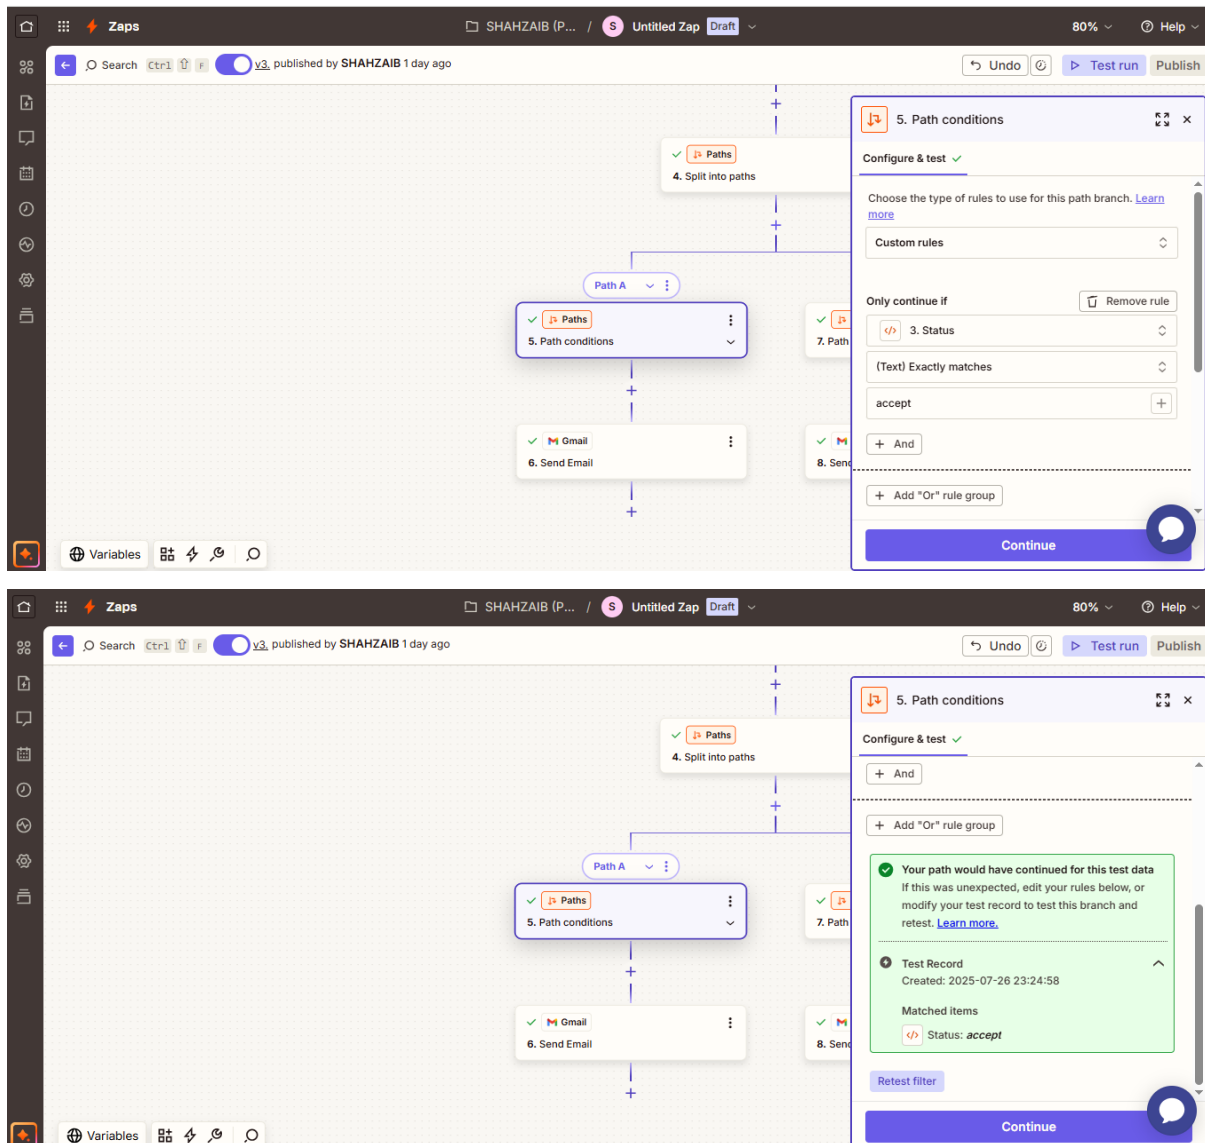 Zaps
SHAHZAIB (P... / S Untitled Zap Draft
80%
Help
Search Ctrl ⇧ F
v3. published by SHAHZAIB 1 day ago
Undo
Test run
Publish
Paths
4. Split into paths
Path A
Paths
5. Path conditions
7. Path
Gmail
6. Send Email
8. Send
Variables
5. Path conditions
Configure & test
Choose the type of rules to use for this path branch. Learn
more
Custom rules
Only continue if
Remove rule
3. Status
(Text) Exactly matches
accept
+ And
+ Add "Or" rule group
Continue
Zaps
SHAHZAIB (P... / S Untitled Zap Draft
80%
Help
Search Ctrl ⇧ F
v3. published by SHAHZAIB 1 day ago
Undo
Test run
Publish
Paths
4. Split into paths
Path A
Paths
5. Path conditions
7. Path
Gmail
6. Send Email
8. Send
Variables
5. Path conditions
Configure & test
+ And
+ Add "Or" rule group
Your path would have continued for this test data
If this was unexpected, edit your rules below, or
modify your test record to test this branch and
retest. Learn more.
Test Record
Created: 2025-07-26 23:24:58
Matched items
Status: accept
Retest filter
Continue